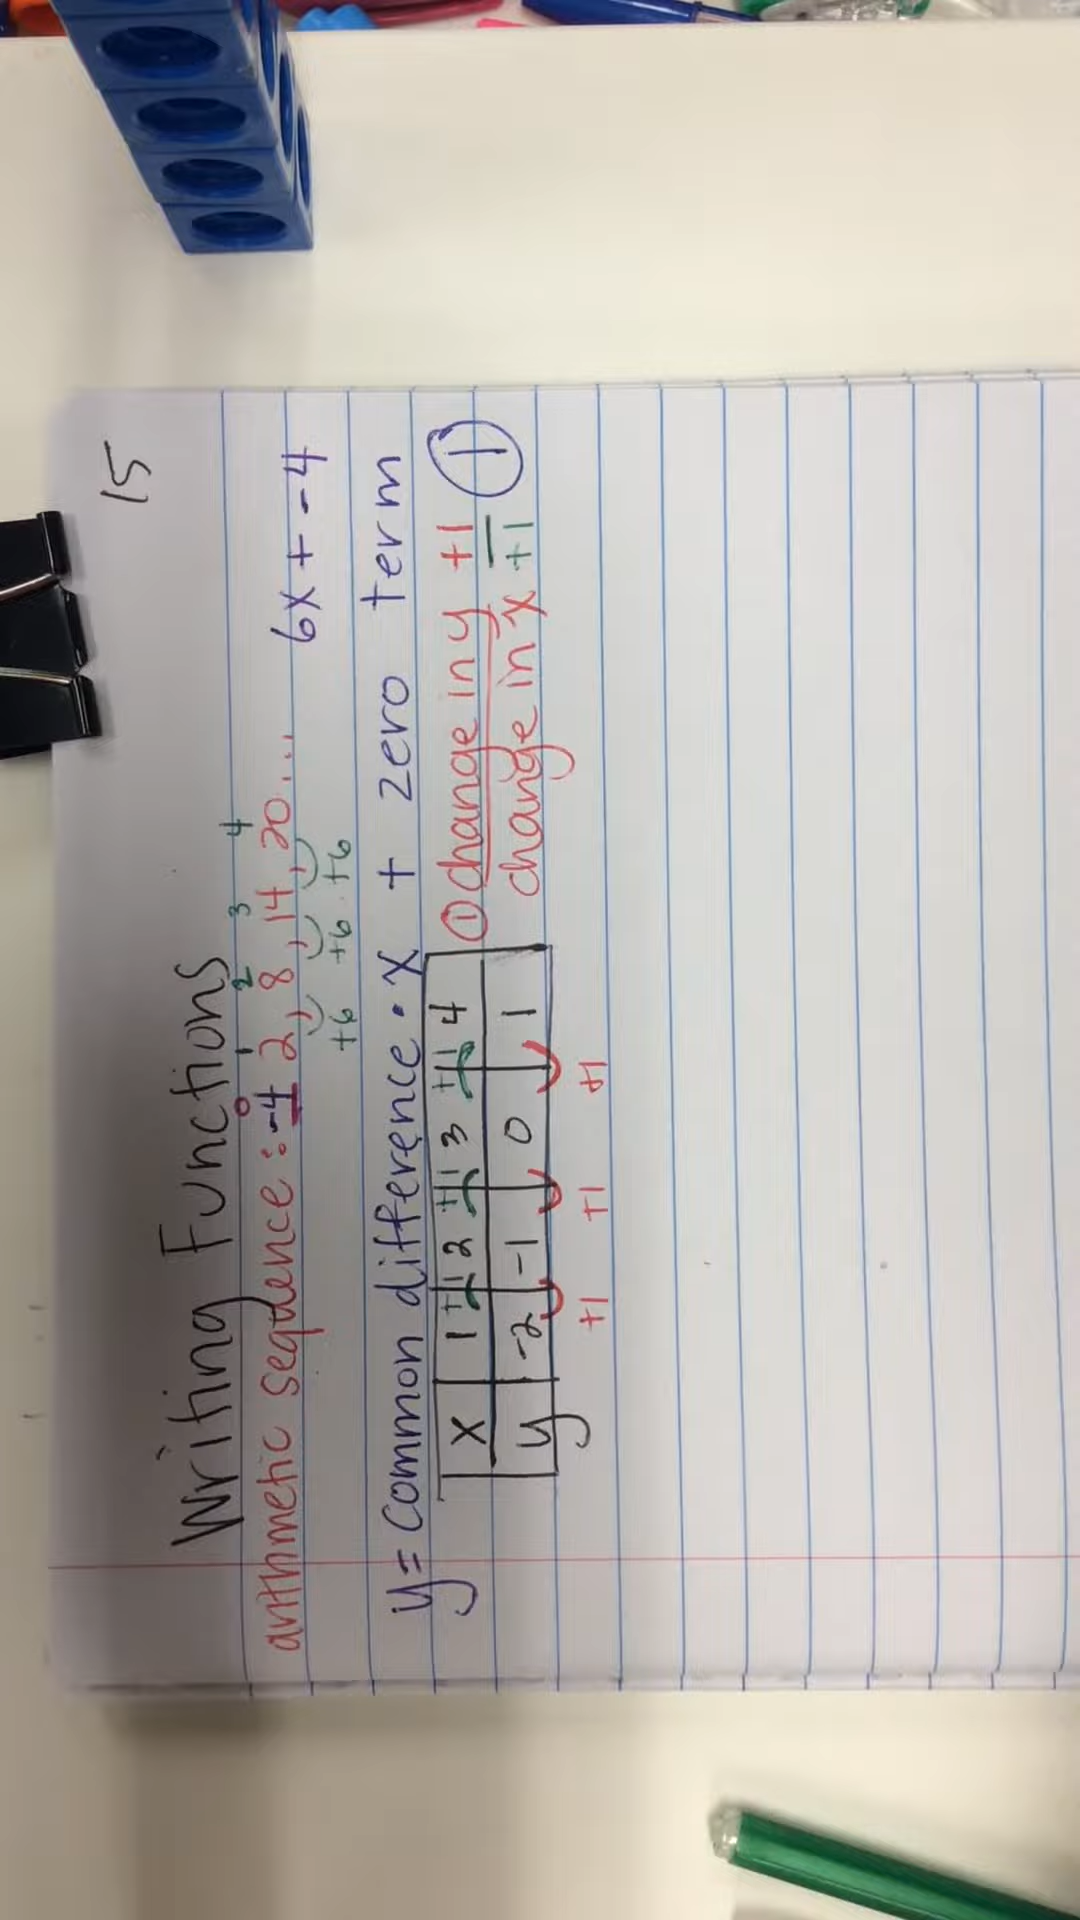 15
Writing Functions
0 1 2 3 4
arithmetic sequence: -4 2, 8, 14, 20... 6x + -4
+6 +6 +6
y = common difference · x + zero term
+1 +1 +1
x 1 2 3 4 ① change in y +1 ①
y -2 -1 0 1 change in x +1
+1 +1 +1